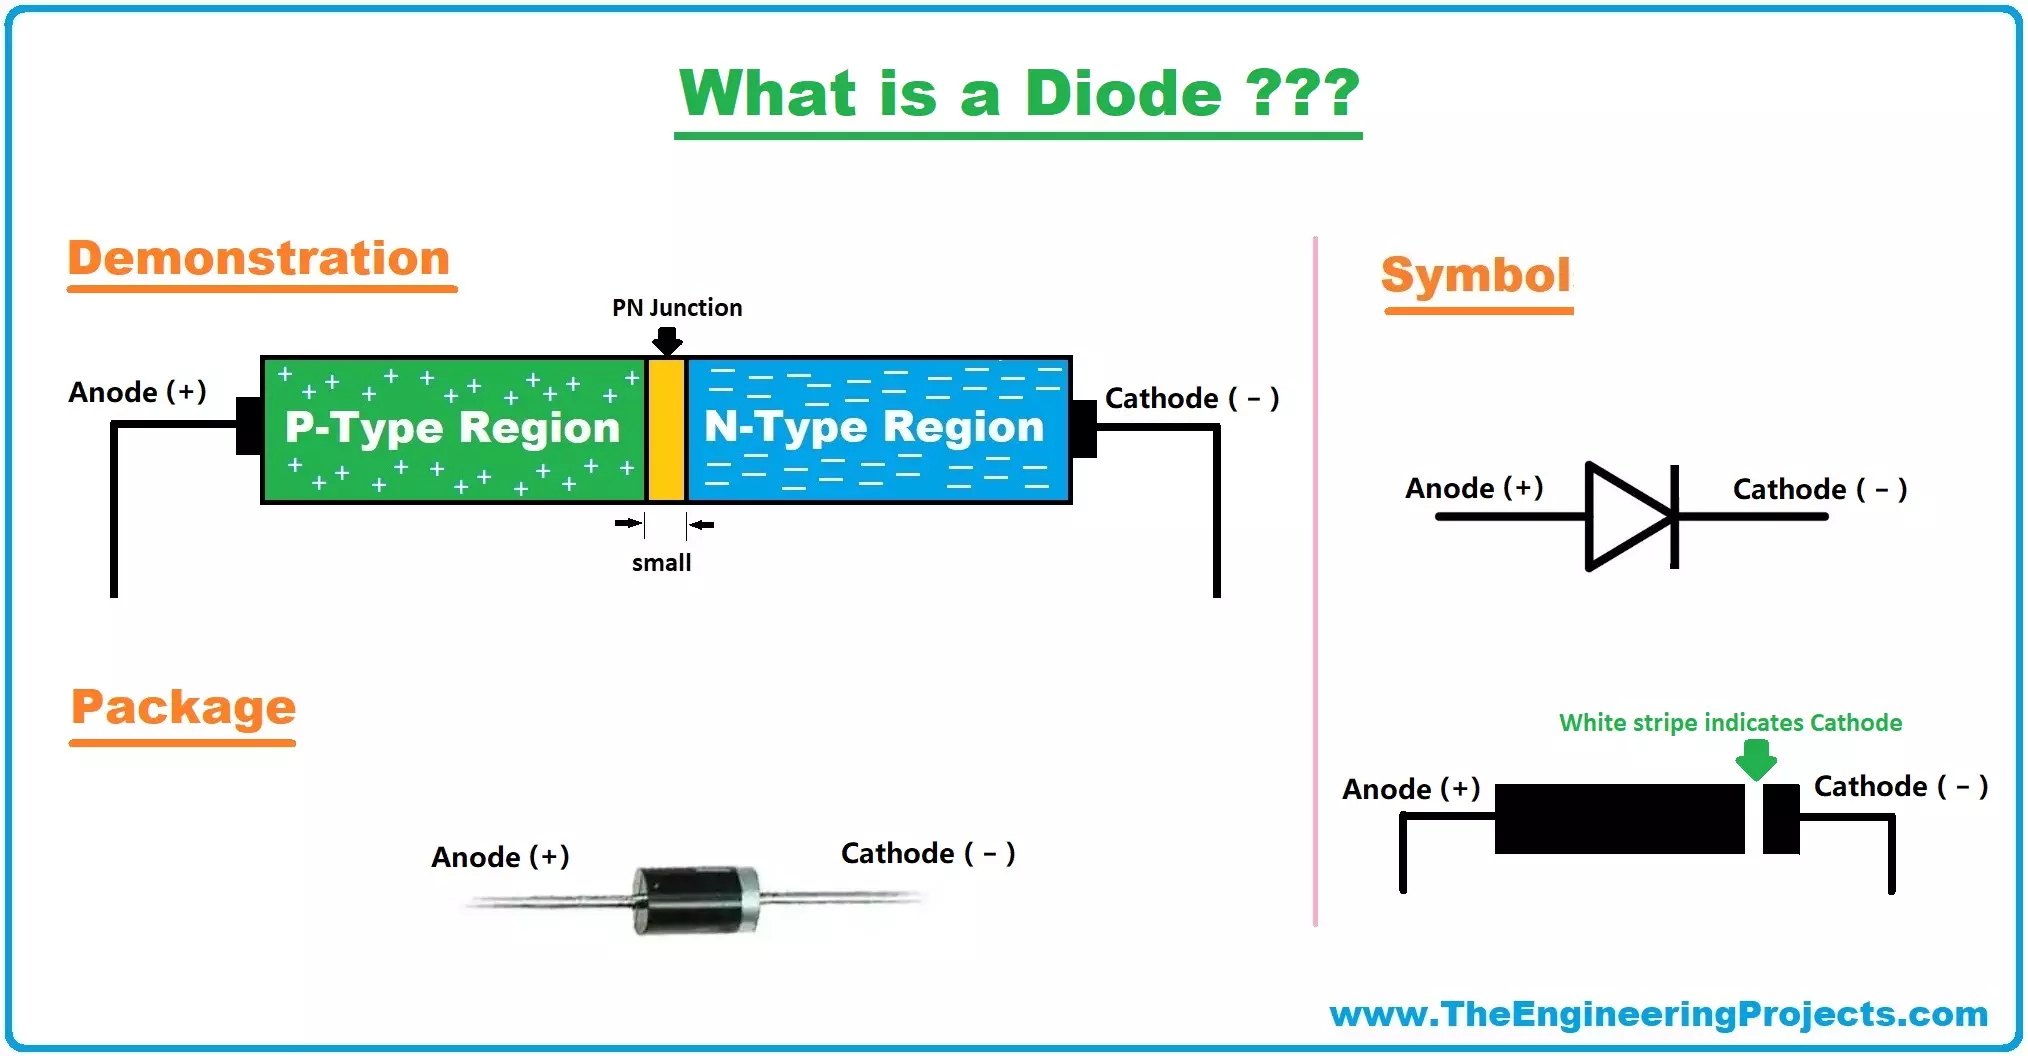 What is a Diode ???
Demonstration
PN Junction
Anode (+)
P-Type Region
N-Type Region
Cathode ( – )
small
Package
Anode (+)
Cathode ( – )
Symbol
Anode (+)
Cathode ( – )
White stripe indicates Cathode
Anode (+)
Cathode ( – )
www.TheEngineeringProjects.com